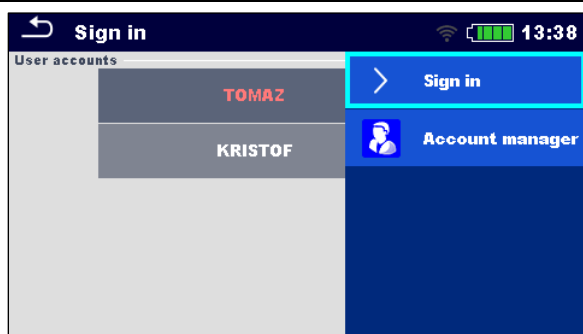 Sign in
13:38
User accounts
TOMAZ
KRISTOF
Sign in
Account manager